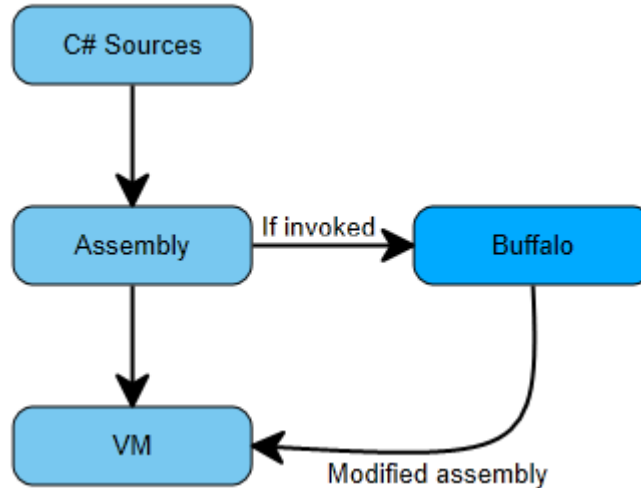 C# Sources
Assembly
If invoked
Buffalo
VM
Modified assembly